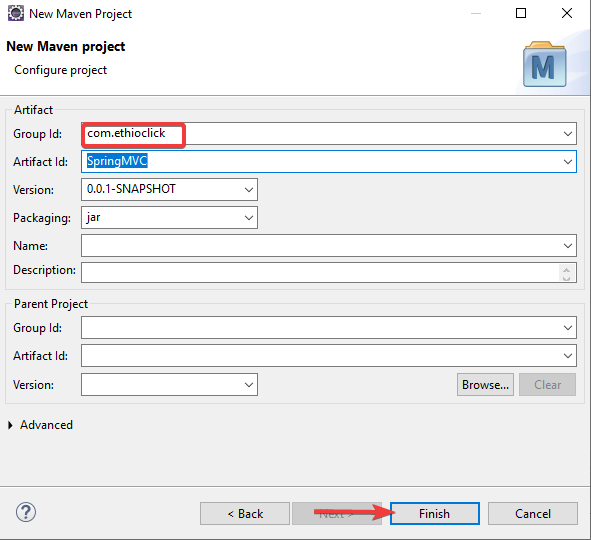 New Maven Project
New Maven project
Configure project
M
Artifact
Group Id: com.ethioclick
Artifact Id: SpringMVC
Version: 0.0.1-SNAPSHOT
Packaging: jar
Name:
Description:
Parent Project
Group Id:
Artifact Id:
Version: Browse... Clear
Advanced
? < Back Next > Finish Cancel